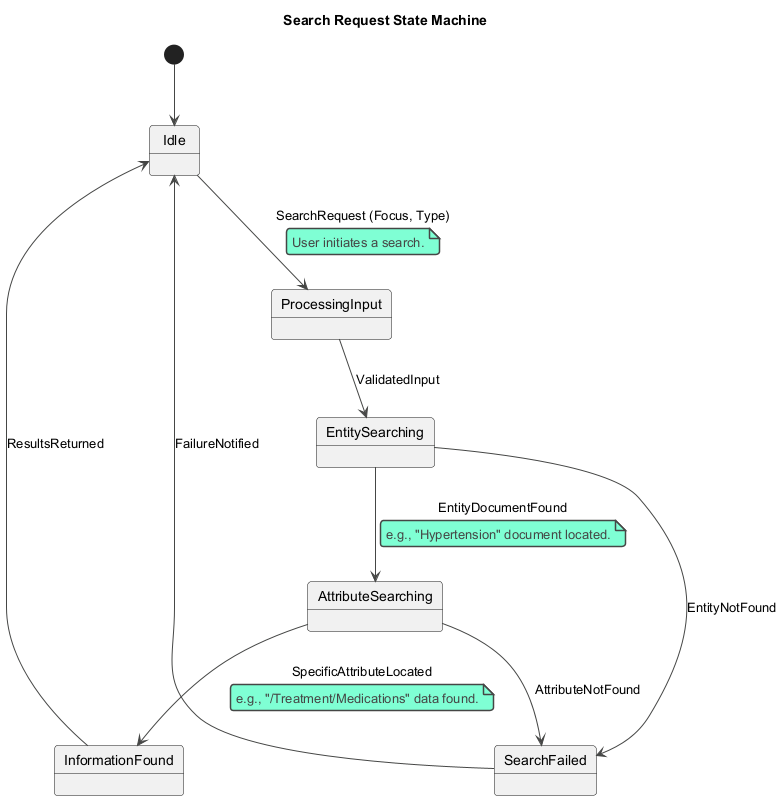 Search Request State Machine
Idle
SearchRequest (Focus, Type)
User initiates a search.
ProcessingInput
ValidatedInput
EntitySearching
ResultsReturned
FailureNotified
EntityDocumentFound
e.g., "Hypertension" document located.
AttributeSearching
EntityNotFound
SpecificAttributeLocated
e.g., "/Treatment/Medications" data found.
AttributeNotFound
InformationFound
SearchFailed